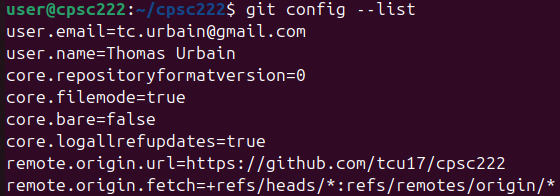 user@cpsc222:~/cpsc222$ git config --list
user.email=tc.urbain@gmail.com
user.name=Thomas Urbain
core.repositoryformatversion=0
core.filemode=true
core.bare=false
core.logallrefupdates=true
remote.origin.url=https://github.com/tcu17/cpsc222
remote.origin.fetch=+refs/heads/*:refs/remotes/origin/*